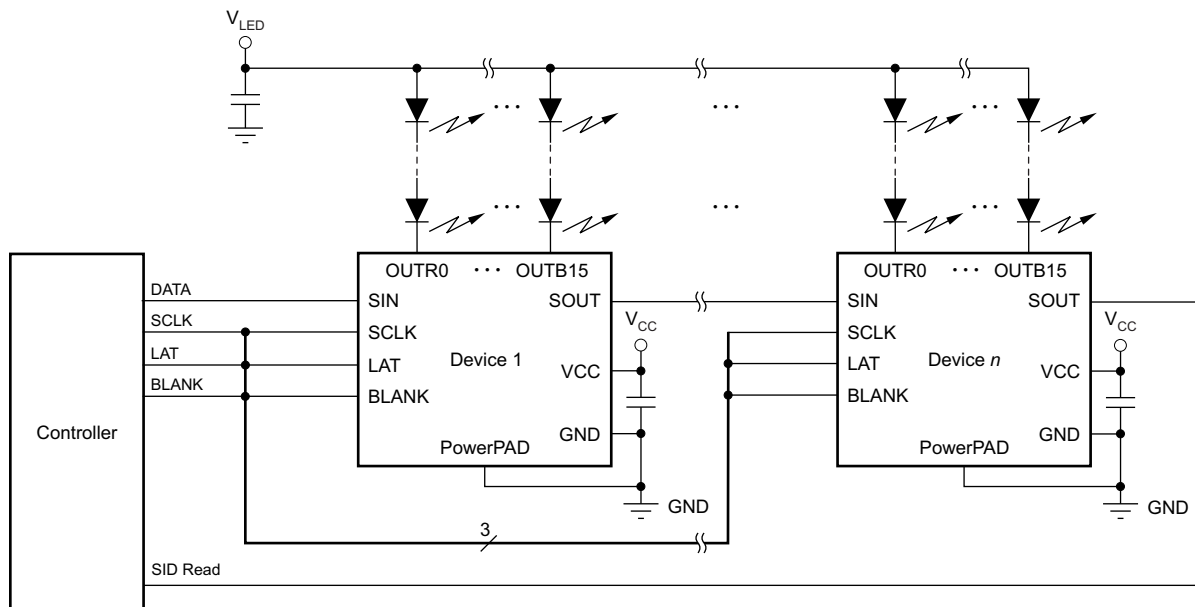 V_LED
...
...
...
...
...
...
OUTR0 ... OUTB15
OUTR0 ... OUTB15
DATA
SIN
SOUT
SIN
SOUT
SCLK
SCLK
V_CC
SCLK
V_CC
LAT
LAT
Device 1
VCC
LAT
Device n
VCC
BLANK
BLANK
BLANK
Controller
GND
GND
PowerPAD
PowerPAD
GND
GND
3
SID Read